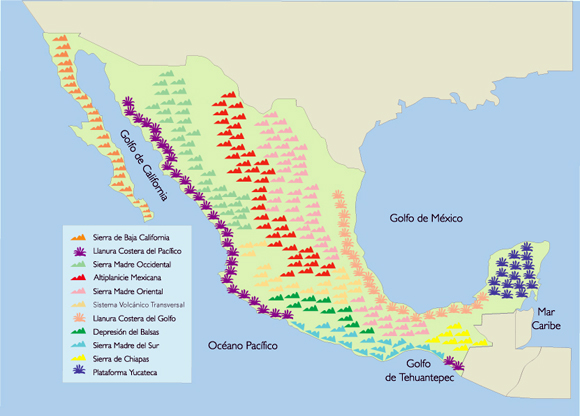 Golfo de California
Golfo de México
Sierra de Baja California
Llanura Costera del Pacífico
Sierra Madre Occidental
Altiplanície Mexicana
Sierra Madre Oriental
Sistema Volcánico Transversal
Llanura Costera del Golfo
Depresión del Balsas
Sierra Madre del Sur
Sierra de Chiapas
Plataforma Yucateca
Mar
Caribe
Océano Pacífico
Golfo
de Tehuantepec